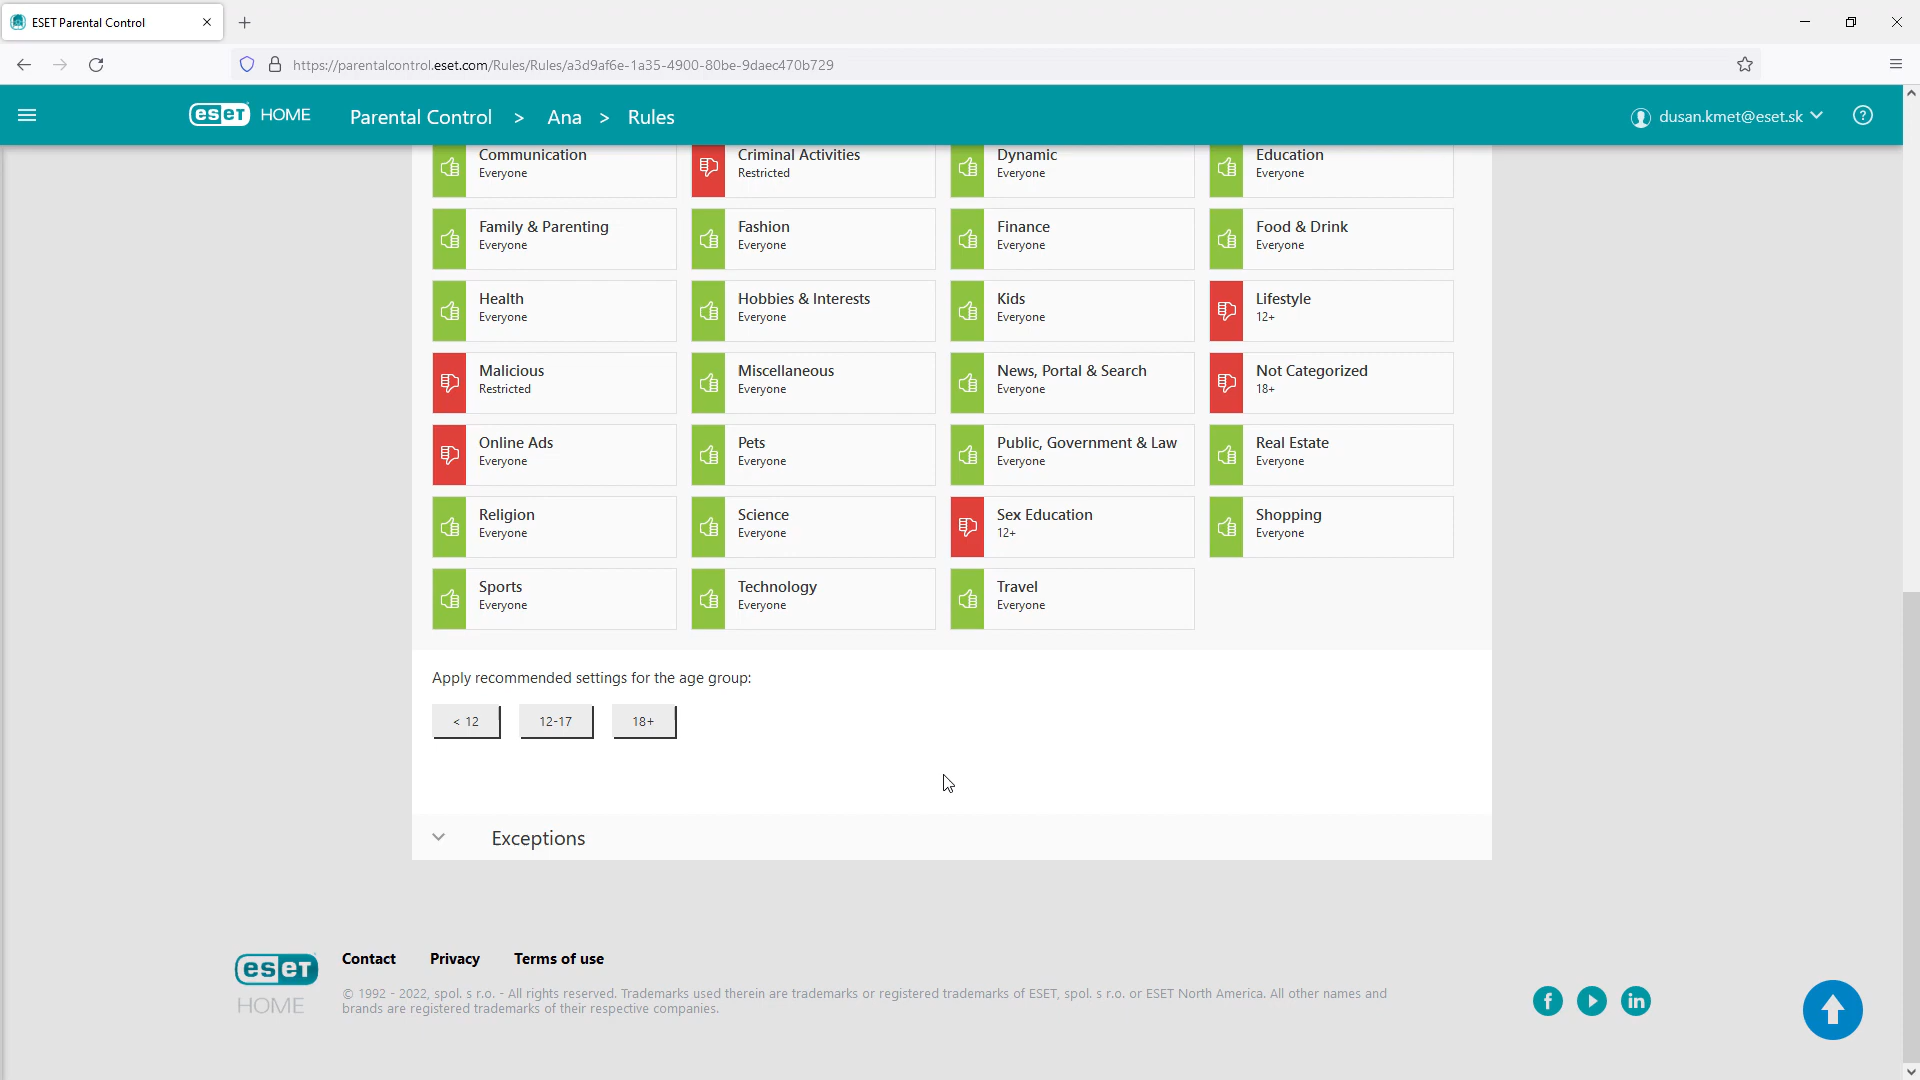 ESET Parental Control
https://parentalcontrol.eset.com/Rules/Rules/a3d9af6e-1a35-4900-80be-9daec470b729
eset HOME Parental Control > Ana > Rules dusan.kmet@eset.sk ?
Communication
Everyone
Criminal Activities
Restricted
Dynamic
Everyone
Education
Everyone
Family & Parenting
Everyone
Fashion
Everyone
Finance
Everyone
Food & Drink
Everyone
Health
Everyone
Hobbies & Interests
Everyone
Kids
Everyone
Lifestyle
12+
Malicious
Restricted
Miscellaneous
Everyone
News, Portal & Search
Everyone
Not Categorized
18+
Online Ads
Everyone
Pets
Everyone
Public, Government & Law
Everyone
Real Estate
Everyone
Religion
Everyone
Science
Everyone
Sex Education
12+
Shopping
Everyone
Sports
Everyone
Technology
Everyone
Travel
Everyone
Apply recommended settings for the age group:
< 12 12-17 18+
Exceptions
eset
HOME
Contact Privacy Terms of use
© 1992 - 2022, spol. s r.o. - All rights reserved. Trademarks used therein are trademarks or registered trademarks of ESET, spol. s r.o. or ESET North America. All other names and
brands are registered trademarks of their respective companies.